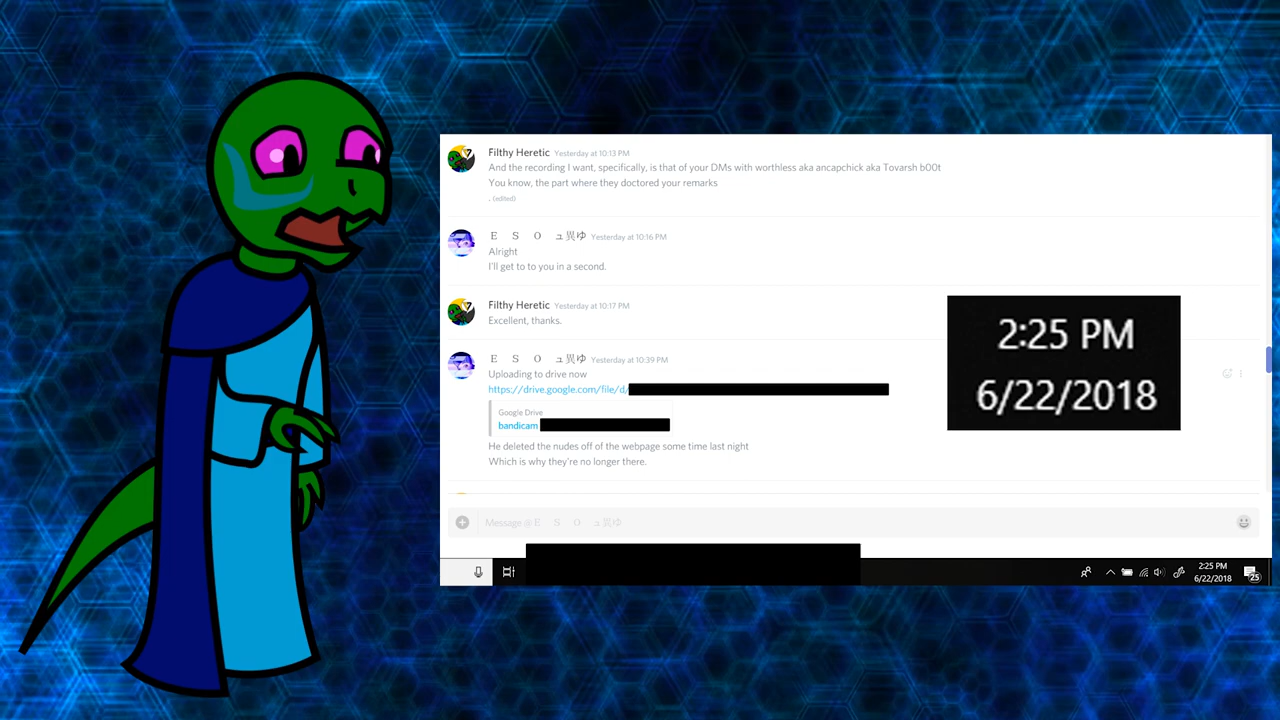 Filthy Heretic Yesterday at 10:13 PM
And the recording I want, specifically, is that of your DMs with worthless aka ancapchick aka Tovarsh b00t
You know, the part where they doctored your remarks
. (edited)
Ｅ Ｓ Ｏ ュ異ゆ Yesterday at 10:16 PM
Alright
I'll get to to you in a second.
Filthy Heretic Yesterday at 10:17 PM
Excellent, thanks.
Ｅ Ｓ Ｏ ュ異ゆ Yesterday at 10:39 PM
Uploading to drive now
https://drive.google.com/file/d/
Google Drive
bandicam
He deleted the nudes off of the webpage some time last night
Which is why they're no longer there.
2:25 PM
6/22/2018
Message @Ｅ Ｓ Ｏ ュ異ゆ
2:25 PM
6/22/2018
25